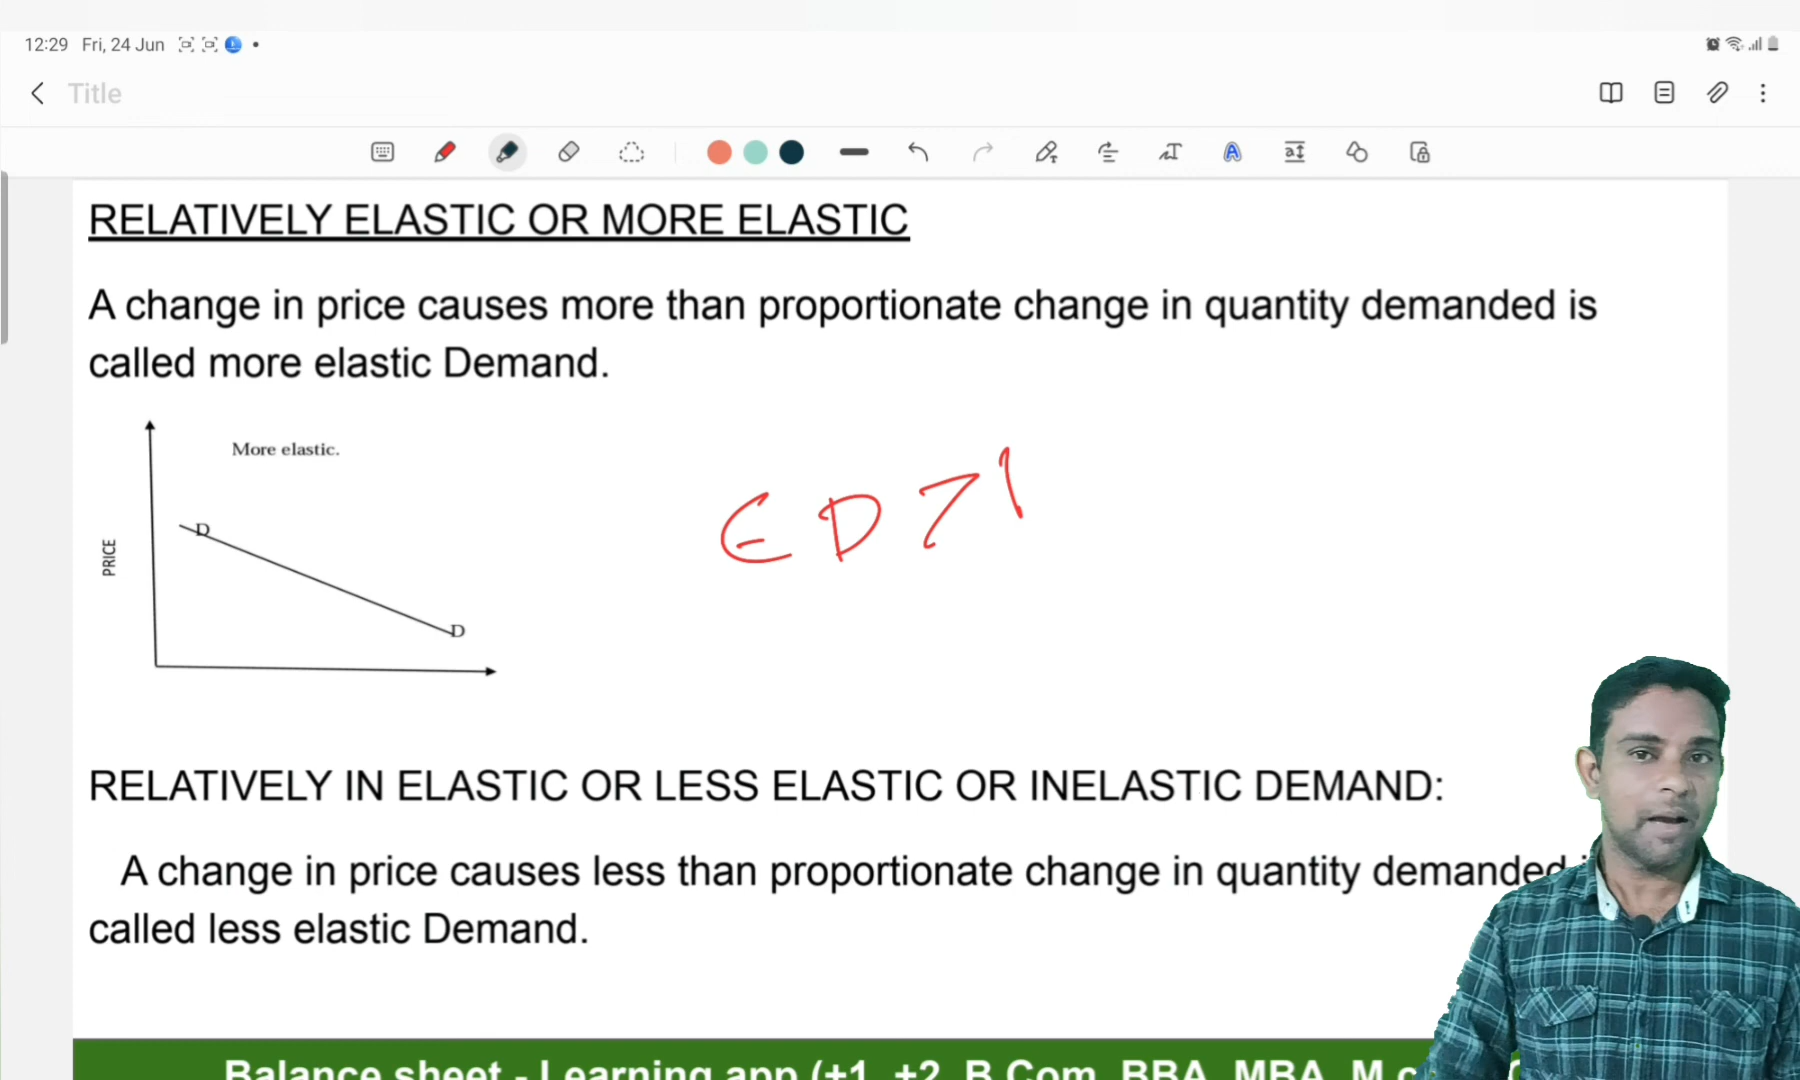 12:29 Fri, 24 Jun
Title
RELATIVELY ELASTIC OR MORE ELASTIC
A change in price causes more than proportionate change in quantity demanded is
called more elastic Demand.
More elastic.
PRICE
D
D
ED>1
RELATIVELY IN ELASTIC OR LESS ELASTIC OR INELASTIC DEMAND:
A change in price causes less than proportionate change in quantity demanded
called less elastic Demand.
Balance sheet - Learning app (+1, +2, B.Com, BBA, MBA, M.c